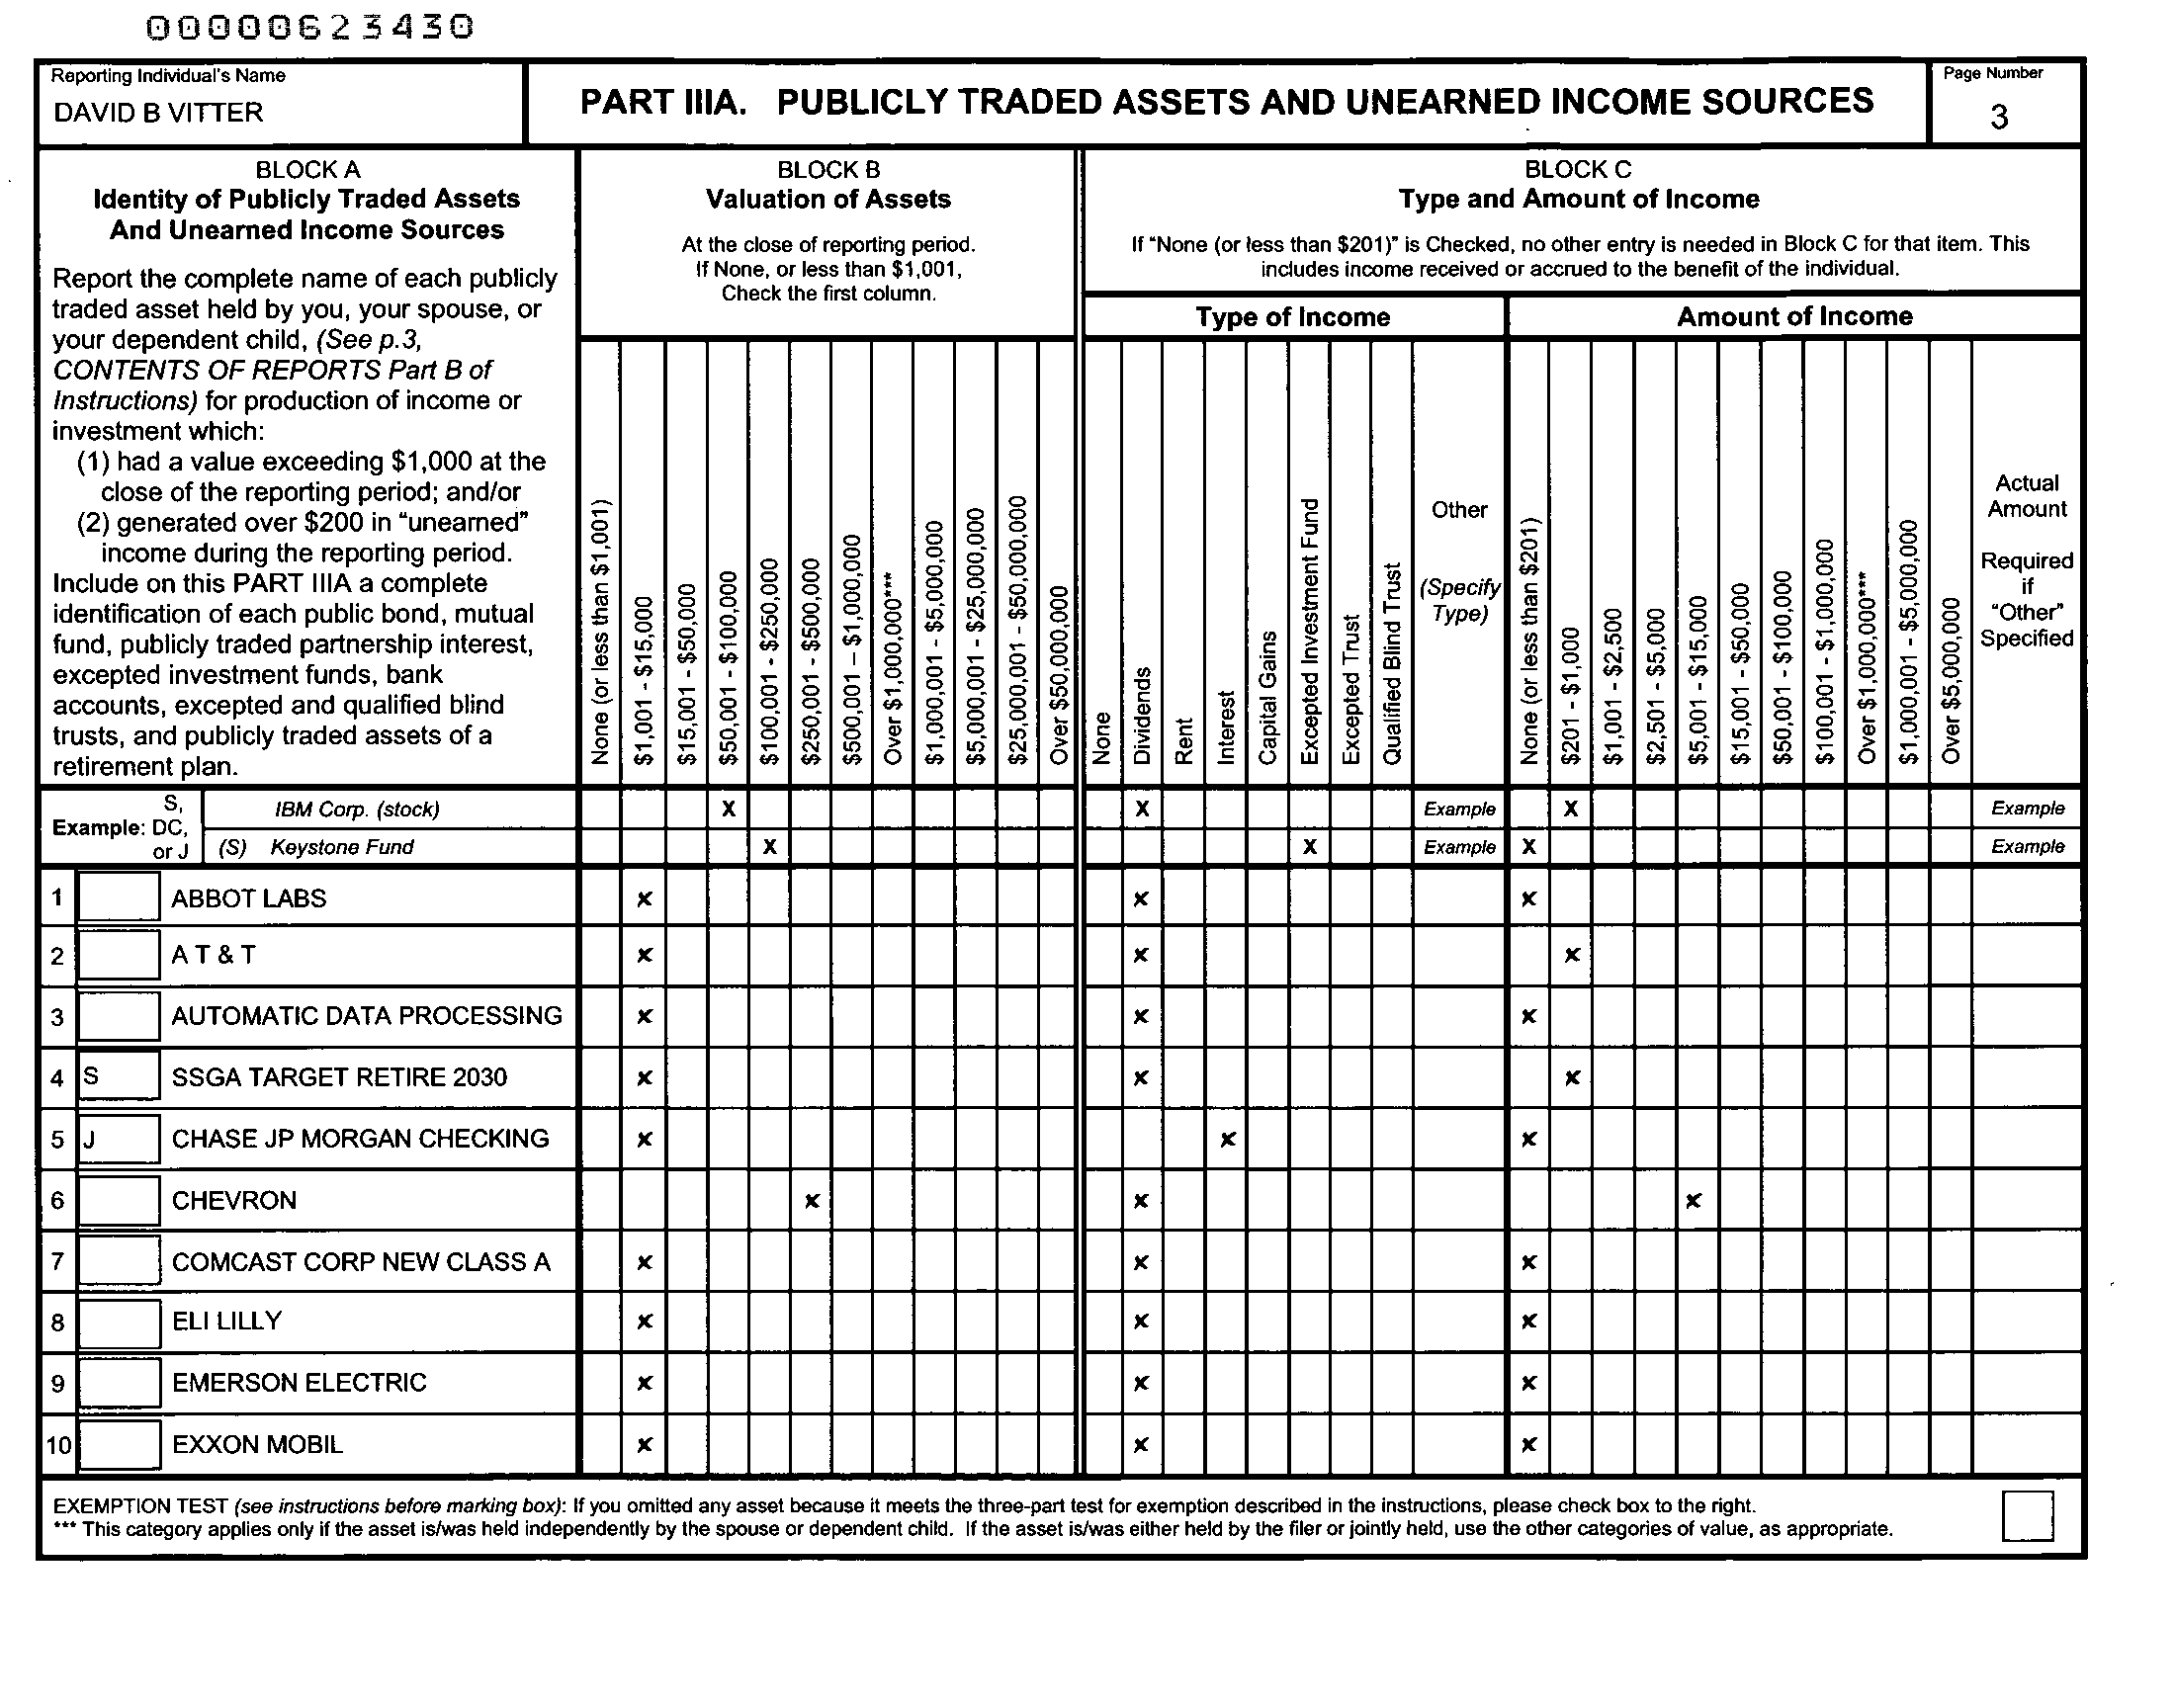 00000623430
Reporting Individual's Name
DAVID B VITTER
PART IIIA. PUBLICLY TRADED ASSETS AND UNEARNED INCOME SOURCES
Page Number
3
BLOCK A
Identity of Publicly Traded Assets
And Unearned Income Sources
Report the complete name of each publicly
traded asset held by you, your spouse, or
your dependent child, (See p.3,
CONTENTS OF REPORTS Part B of
Instructions) for production of income or
investment which:
(1) had a value exceeding $1,000 at the
close of the reporting period; and/or
(2) generated over $200 in "unearned"
income during the reporting period.
Include on this PART IIIA a complete
identification of each public bond, mutual
fund, publicly traded partnership interest,
excepted investment funds, bank
accounts, excepted and qualified blind
trusts, and publicly traded assets of a
retirement plan.
BLOCK B
Valuation of Assets
At the close of reporting period.
If None, or less than $1,001,
Check the first column.
BLOCK C
Type and Amount of Income
If "None (or less than $201)" is Checked, no other entry is needed in Block C for that item. This
includes income received or accrued to the benefit of the individual.
Type of Income
Amount of Income
None (or less than $1,001)
$1,001 - $15,000
$15,001 - $50,000
$50,001 - $100,000
$100,001 - $250,000
$250,001 - $500,000
$500,001 – $1,000,000
Over $1,000,000***
$1,000,001 - $5,000,000
$5,000,001 - $25,000,000
$25,000,001 - $50,000,000
Over $50,000,000
None
Dividends
Rent
Interest
Capital Gains
Excepted Investment Fund
Excepted Trust
Qualified Blind Trust
Other
(Specify
Type)
None (or less than $201)
$201 - $1,000
$1,001 - $2,500
$2,501 - $5,000
$5,001 - $15,000
$15,001 - $50,000
$50,001 - $100,000
$100,001 - $1,000,000
Over $1,000,000***
$1,000,001 - $5,000,000
Over $5,000,000
Actual
Amount
Required
if
"Other"
Specified
Example: S, DC, or J
IBM Corp. (stock) X X Example X Example
(S) Keystone Fund X X Example X Example
1 ABBOT LABS x x x
2 A T & T x x x
3 AUTOMATIC DATA PROCESSING x x x
4 S SSGA TARGET RETIRE 2030 x x x
5 J CHASE JP MORGAN CHECKING x x x
6 CHEVRON x x x
7 COMCAST CORP NEW CLASS A x x x
8 ELI LILLY x x x
9 EMERSON ELECTRIC x x x
10 EXXON MOBIL x x x
EXEMPTION TEST (see instructions before marking box): If you omitted any asset because it meets the three-part test for exemption described in the instructions, please check box to the right.
*** This category applies only if the asset is/was held independently by the spouse or dependent child. If the asset is/was either held by the filer or jointly held, use the other categories of value, as appropriate.